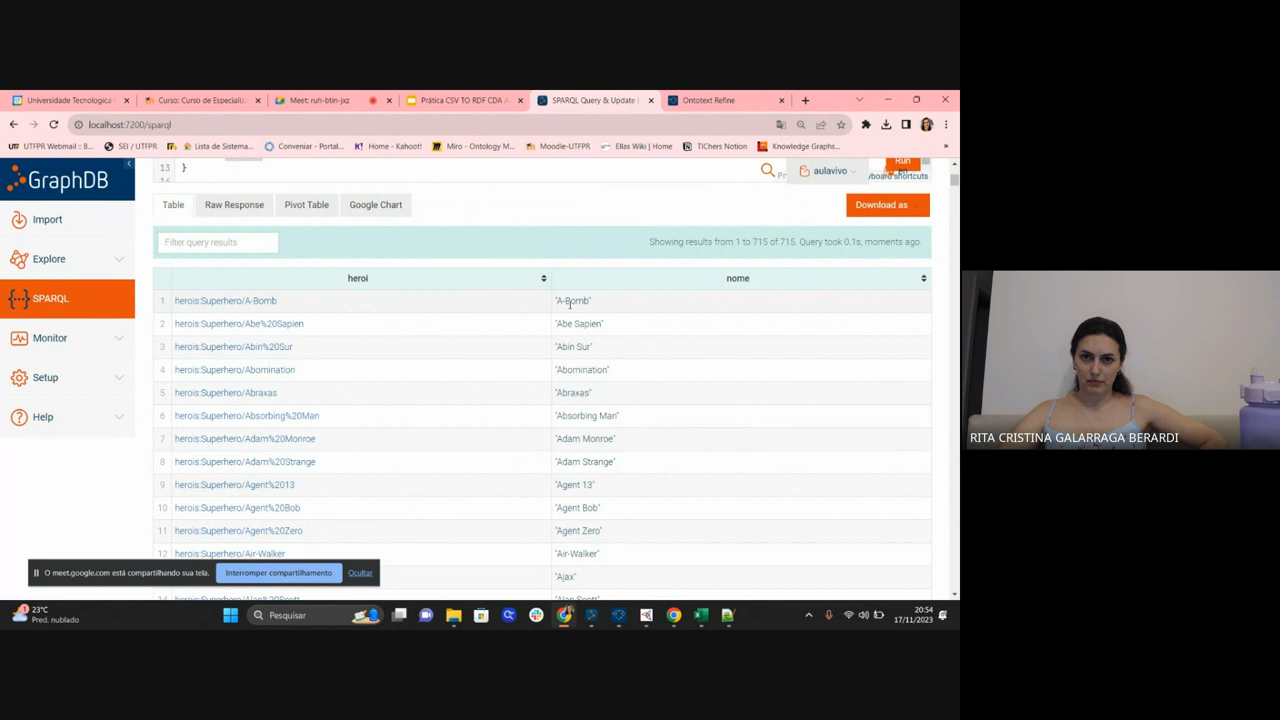 Universidade Tecnologica
Curso: Curso de Especializ
Meet: ruh-btin-jxz
Prática CSV TO RDF CDA A
SPARQL Query & Update |
Ontotext Refine
localhost:7200/sparql
UTFPR Webmail :: B...
SEI / UTFPR
Lista de Sistema...
Conveniar - Portal...
Home - Kahoot!
Miro - Ontology M...
Moodle-UTFPR
Ellas Wiki | Home
TIChers Notion
Knowledge Graphs...
GraphDB
Import
Explore
SPARQL
Monitor
Setup
Help
13 }
aulavivo
Run
en
yboard shortcuts
Table
Raw Response
Pivot Table
Google Chart
Download as
Filter query results
Showing results from 1 to 715 of 715. Query took 0.1s, moments ago.
heroi nome
1 herois:Superhero/A-Bomb "A-Bomb"
2 herois:Superhero/Abe%20Sapien "Abe Sapien"
3 herois:Superhero/Abin%20Sur "Abin Sur"
4 herois:Superhero/Abomination "Abomination"
5 herois:Superhero/Abraxas "Abraxas"
6 herois:Superhero/Absorbing%20Man "Absorbing Man"
7 herois:Superhero/Adam%20Monroe "Adam Monroe"
8 herois:Superhero/Adam%20Strange "Adam Strange"
9 herois:Superhero/Agent%2013 "Agent 13"
10 herois:Superhero/Agent%20Bob "Agent Bob"
11 herois:Superhero/Agent%20Zero "Agent Zero"
12 herois:Superhero/Air-Walker "Air-Walker"
"Ajax"
O meet.google.com está compartilhando sua tela.
Interromper compartilhamento
Ocultar
23°C
Pred. nublado
Pesquisar
20:54
17/11/2023
RITA CRISTINA GALARRAGA BERARDI